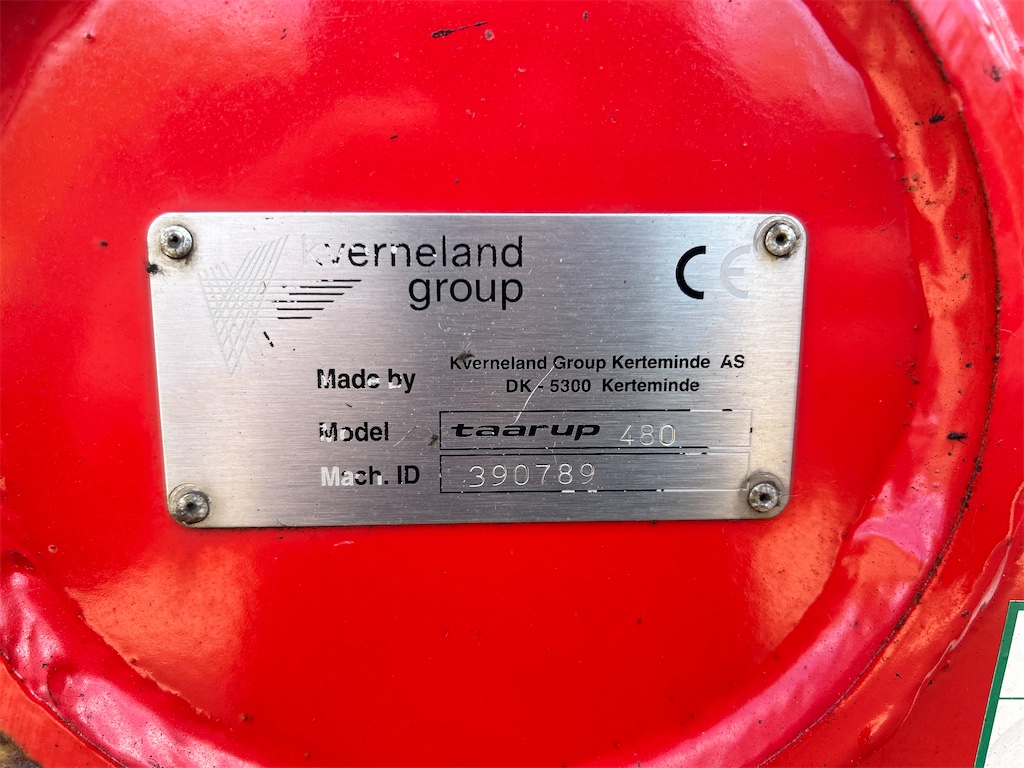 kverneland
group
CE
Made by Kverneland Group Kerteminde AS
DK - 5300 Kerteminde
Model taarup 480
Mach. ID 390789